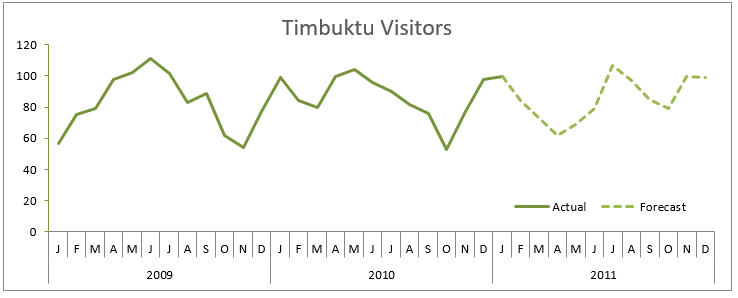 Timbuktu Visitors
120
100
80
60
40
20
0
Actual Forecast
J F M A M J J A S O N D J F M A M J J A S O N D J F M A M J J A S O N D
2009 2010 2011